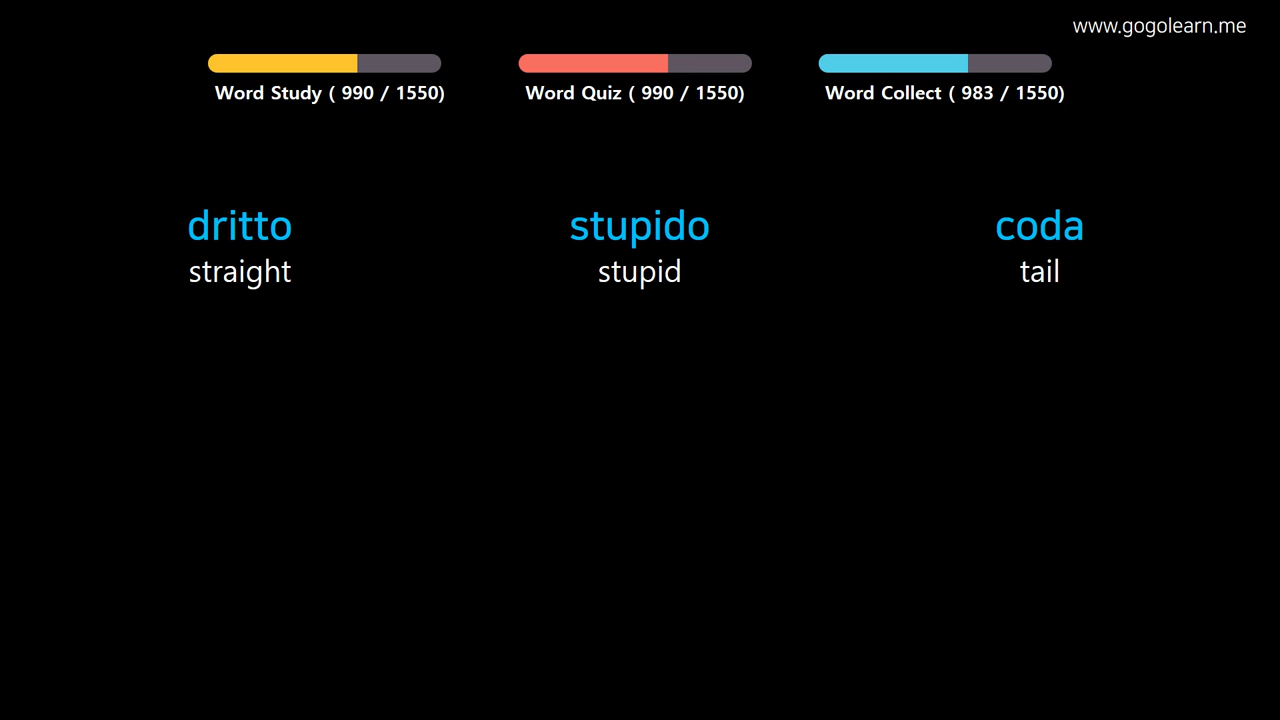 www.gogolearn.me
Word Study ( 990 / 1550)
Word Quiz ( 990 / 1550)
Word Collect ( 983 / 1550)
dritto
straight
stupido
stupid
coda
tail